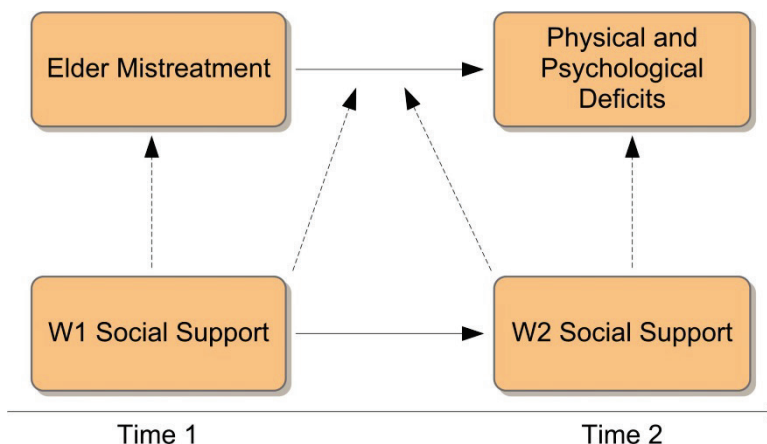 Elder Mistreatment
Physical and
Psychological
Deficits
W1 Social Support
W2 Social Support
Time 1
Time 2